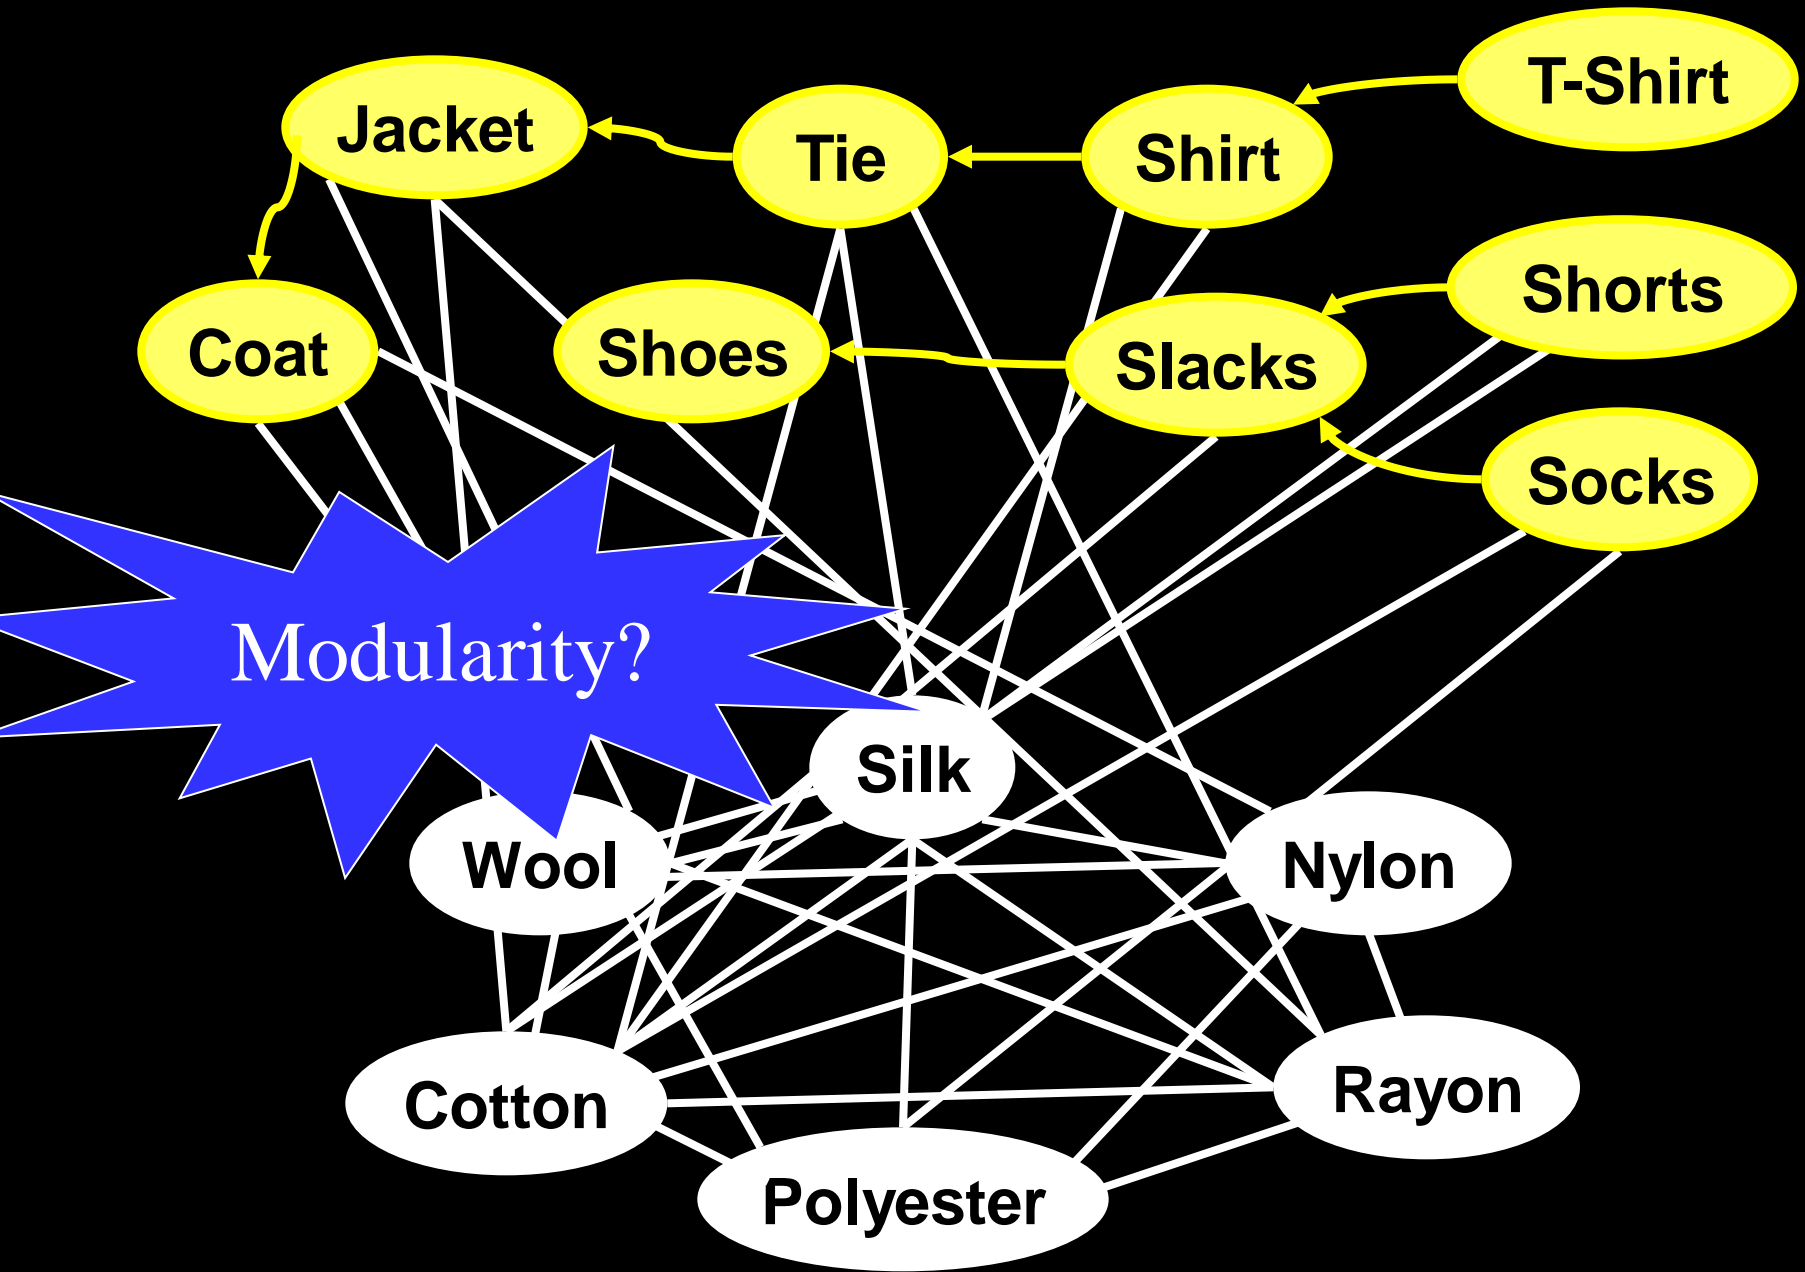 T-Shirt
Jacket
Tie
Shirt
Shorts
Coat
Shoes
Slacks
Socks
Modularity?
Silk
Wool
Nylon
Cotton
Rayon
Polyester